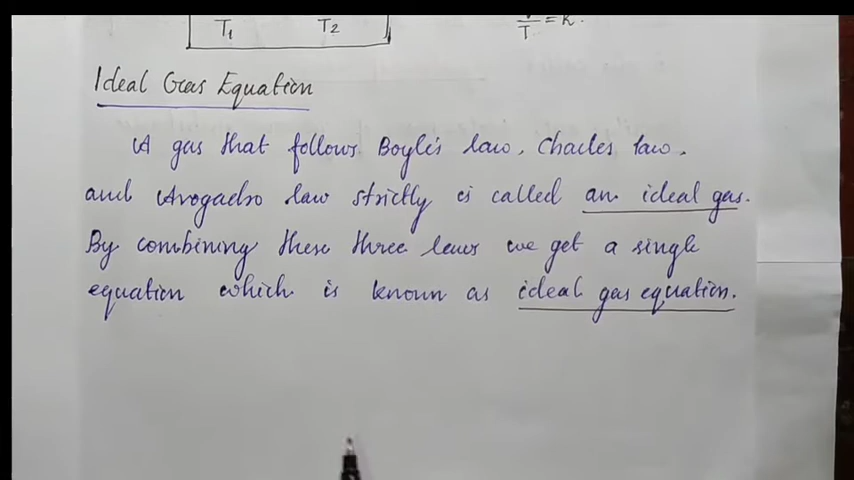 T₁ T₂ V/T = K.
Ideal Gas Equation
A gas that follows Boyle's law, Charles law,
and Avogadro law strictly is called an ideal gas.
By combining these three laws we get a single
equation which is known as ideal gas equation.